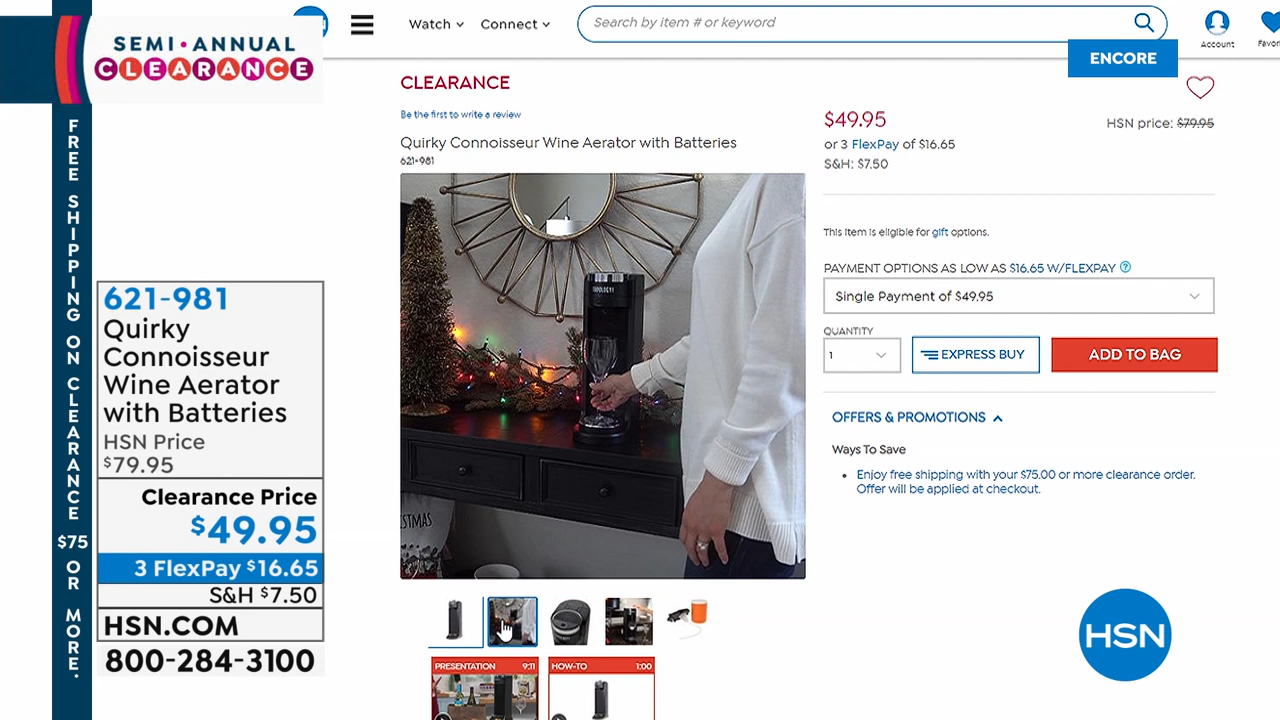 SEMI • ANNUAL
CLEARANCE
FREE SHIPPING ON CLEARANCE $75 OR MORE.
621-981
Quirky
Connoisseur
Wine Aerator
with Batteries
HSN Price
$79.95
Clearance Price
$49.95
3 FlexPay $16.65
S&H $7.50
HSN.COM
800-284-3100
Watch
Connect
Search by item # or keyword
Account
ENCORE
CLEARANCE
Be the first to write a review
Quirky Connoisseur Wine Aerator with Batteries
621-981
$49.95
HSN price: $79.95
or 3 FlexPay of $16.65
S&H: $7.50
This item is eligible for gift options.
PAYMENT OPTIONS AS LOW AS $16.65 W/FLEXPAY ?
Single Payment of $49.95
QUANTITY
1
EXPRESS BUY
ADD TO BAG
OFFERS & PROMOTIONS
Ways To Save
• Enjoy free shipping with your $75.00 or more clearance order.
Offer will be applied at checkout.
PRESENTATION 9:11
HOW-TO 1:00
HSN